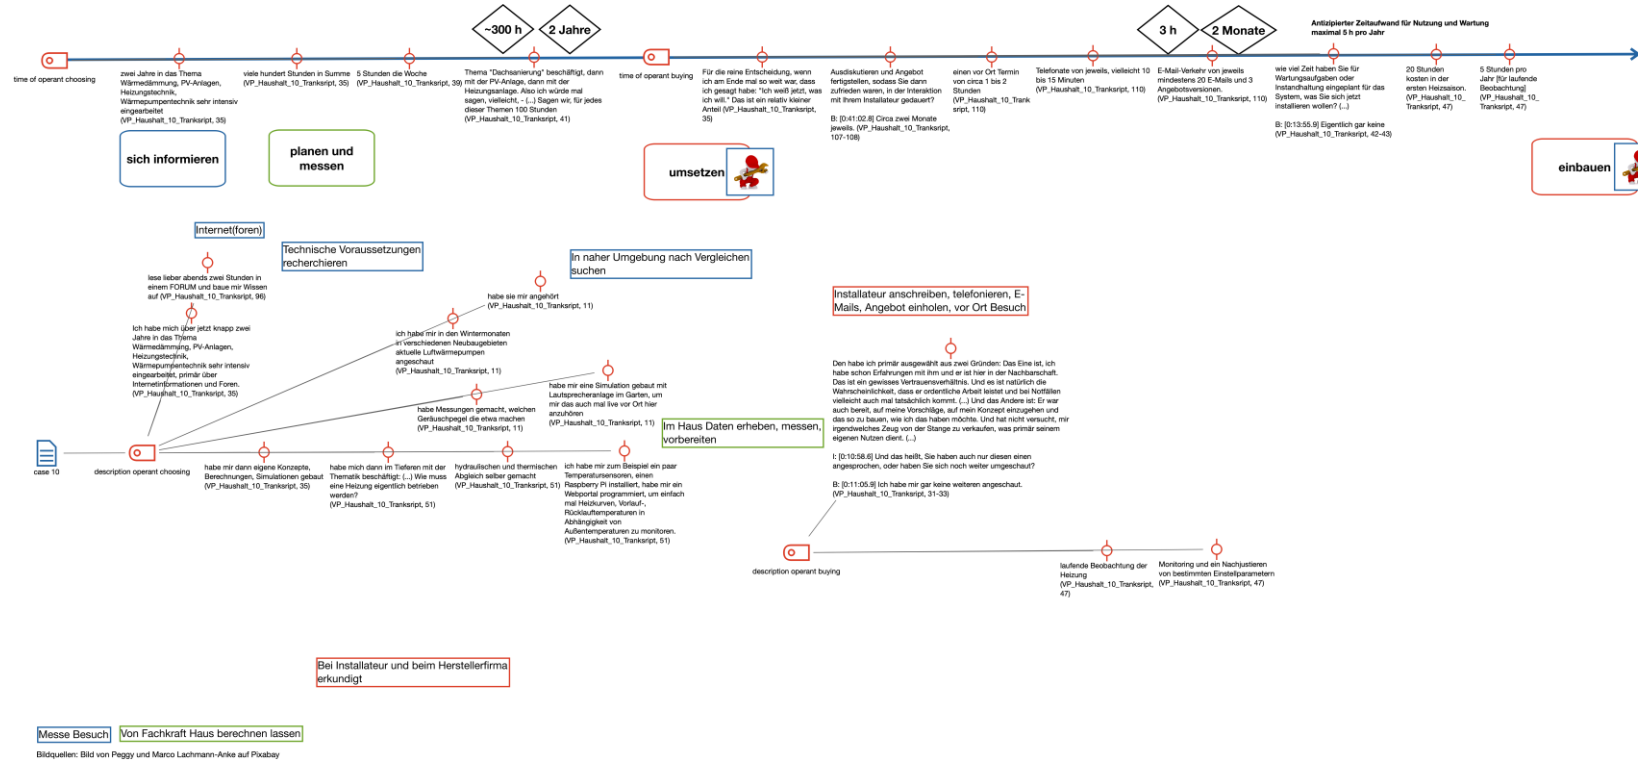 ~300 h
2 Jahre
3 h
2 Monate
Antizipierter Zeitaufwand für Nutzung und Wartung
maximal 5 h pro Jahr
time of operant choosing
zwei Jahre in das Thema
Wärmedämmung, PV-Anlagen,
Heizungstechnik,
Wärmepumpentechnik sehr intensiv
eingearbeitet
(VP_Haushalt_10_Tranksript, 35)
viele hundert Stunden in Summe
(VP_Haushalt_10_Tranksript, 35)
5 Stunden die Woche
(VP_Haushalt_10_Tranksript, 39)
Thema "Dachsanierung" beschäftigt, dann
mit der PV-Anlage, dann mit der
Heizungsanlage. Also ich würde mal
sagen, vielleicht, - (...) Sagen wir, für jedes
dieser Themen 100 Stunden
(VP_Haushalt_10_Tranksript, 41)
time of operant buying
Für die reine Entscheidung, wenn
ich am Ende mal so weit war, dass
ich gesagt habe: "Ich weiß jetzt, was
ich will." Das ist ein relativ kleiner
Anteil (VP_Haushalt_10_Tranksript,
35)
Ausdiskutieren und Angebot
fertigstellen, sodass Sie dann
zufrieden waren, in der Interaktion
mit Ihrem Installateur gedauert?
B: [0:41:02.8] Circa zwei Monate
jeweils. (VP_Haushalt_10_Tranksript,
107-108)
einen vor Ort Termin
von circa 1 bis 2
Stunden
(VP_Haushalt_10_Trank
sript, 110)
Telefonate von jeweils, vielleicht 10
bis 15 Minuten
(VP_Haushalt_10_Tranksript, 110)
E-Mail-Verkehr von jeweils
mindestens 20 E-Mails und 3
Angebotsversionen.
(VP_Haushalt_10_Tranksript, 110)
wie viel Zeit haben Sie für
Wartungsaufgaben oder
Instandhaltung eingeplant für das
System, was Sie sich jetzt
installieren wollen? (...)
B: [0:13:55.9] Eigentlich gar keine
(VP_Haushalt_10_Tranksript, 42-43)
20 Stunden
kosten in der
ersten Heizsaison.
(VP_Haushalt_10_
Tranksript, 47)
5 Stunden pro
Jahr [für laufende
Beobachtung]
(VP_Haushalt_10_
Tranksript, 47)
sich informieren
planen und
messen
umsetzen
einbauen
Internet(foren)
Technische Voraussetzungen
recherchieren
In naher Umgebung nach Vergleichen
suchen
lese lieber abends zwei Stunden in
einem FORUM und baue mir Wissen
auf (VP_Haushalt_10_Tranksript, 96)
Ich habe mich über jetzt knapp zwei
Jahre in das Thema
Wärmedämmung, PV-Anlagen,
Heizungstechnik,
Wärmepumpentechnik sehr intensiv
eingearbeitet, primär über
Internetinformationen und Foren.
(VP_Haushalt_10_Tranksript, 35)
habe sie mir angehört
(VP_Haushalt_10_Tranksript, 11)
ich habe mir in den Wintermonaten
in verschiedenen Neubaugebieten
aktuelle Luftwärmepumpen
angeschaut
(VP_Haushalt_10_Tranksript, 11)
habe mir eine Simulation gebaut mit
Lautsprecheranlage im Garten, um
mir das auch mal live vor Ort hier
anzuhören
(VP_Haushalt_10_Tranksript, 11)
habe Messungen gemacht, welchen
Geräuschpegel die etwa machen
(VP_Haushalt_10_Tranksript, 11)
Installateur anschreiben, telefonieren, E-
Mails, Angebot einholen, vor Ort Besuch
Den habe ich primär ausgewählt aus zwei Gründen: Das Eine ist, ich
habe schon Erfahrungen mit ihm und er ist hier in der Nachbarschaft.
Das ist ein gewisses Vertrauensverhältnis. Und es ist natürlich die
Wahrscheinlichkeit, dass er ordentliche Arbeit leistet und bei Notfällen
vielleicht auch mal tatsächlich kommt. (...) Und das Andere ist: Er war
auch bereit, auf meine Vorschläge, auf mein Konzept einzugehen und
das so zu bauen, wie ich das haben möchte. Und hat nicht versucht, mir
irgendwelches Zeug von der Stange zu verkaufen, was primär seinem
eigenen Nutzen dient. (...)
I: [0:10:58.6] Und das heißt, Sie haben auch nur diesen einen
angesprochen, oder haben Sie sich noch weiter umgeschaut?
B: [0:11:05.9] Ich habe mir gar keine weiteren angeschaut.
(VP_Haushalt_10_Tranksript, 31-33)
Im Haus Daten erheben, messen,
vorbereiten
case 10
description operant choosing
habe mir dann eigene Konzepte,
Berechnungen, Simulationen gebaut
(VP_Haushalt_10_Tranksript, 35)
habe mich dann im Tieferen mit der
Thematik beschäftigt: (...) Wie muss
eine Heizung eigentlich betrieben
werden?
(VP_Haushalt_10_Tranksript, 51)
hydraulischen und thermischen
Abgleich selber gemacht
(VP_Haushalt_10_Tranksript, 51)
ich habe mir zum Beispiel ein paar
Temperatursensoren, einen
Raspberry Pi installiert, habe mir ein
Webportal programmiert, um einfach
mal Heizkurven, Vorlauf-,
Rücklauftemperaturen in
Abhängigkeit von
Außentemperaturen zu monitoren.
(VP_Haushalt_10_Tranksript, 51)
description operant buying
laufende Beobachtung der
Heizung
(VP_Haushalt_10_Tranksript,
47)
Monitoring und ein Nachjustieren
von bestimmten Einstellparametern
(VP_Haushalt_10_Tranksript, 47)
Bei Installateur und beim Herstellerfirma
erkundigt
Messe Besuch
Von Fachkraft Haus berechnen lassen
Bildquellen: Bild von Peggy und Marco Lachmann-Anke auf Pixabay